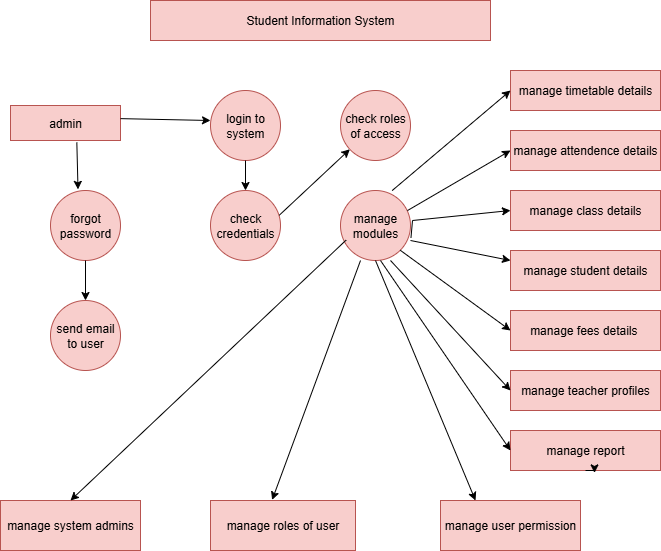 Student Information System
admin
login to
system
check roles
of access
manage timetable details
manage attendence details
forgot
password
check
credentials
manage
modules
manage class details
manage student details
send email
to user
manage fees details
manage teacher profiles
manage report
manage system admins
manage roles of user
manage user permission